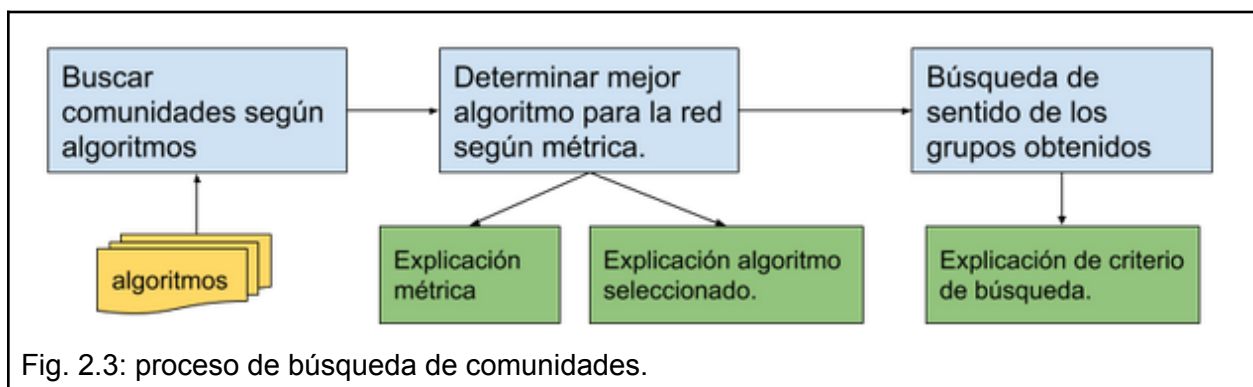 Buscar
comunidades según
algoritmos
Determinar mejor
algoritmo para la red
según métrica.
Búsqueda de
sentido de los
grupos obtenidos
algoritmos
Explicación
métrica
Explicación algoritmo
seleccionado.
Explicación de criterio
de búsqueda.
Fig. 2.3: proceso de búsqueda de comunidades.